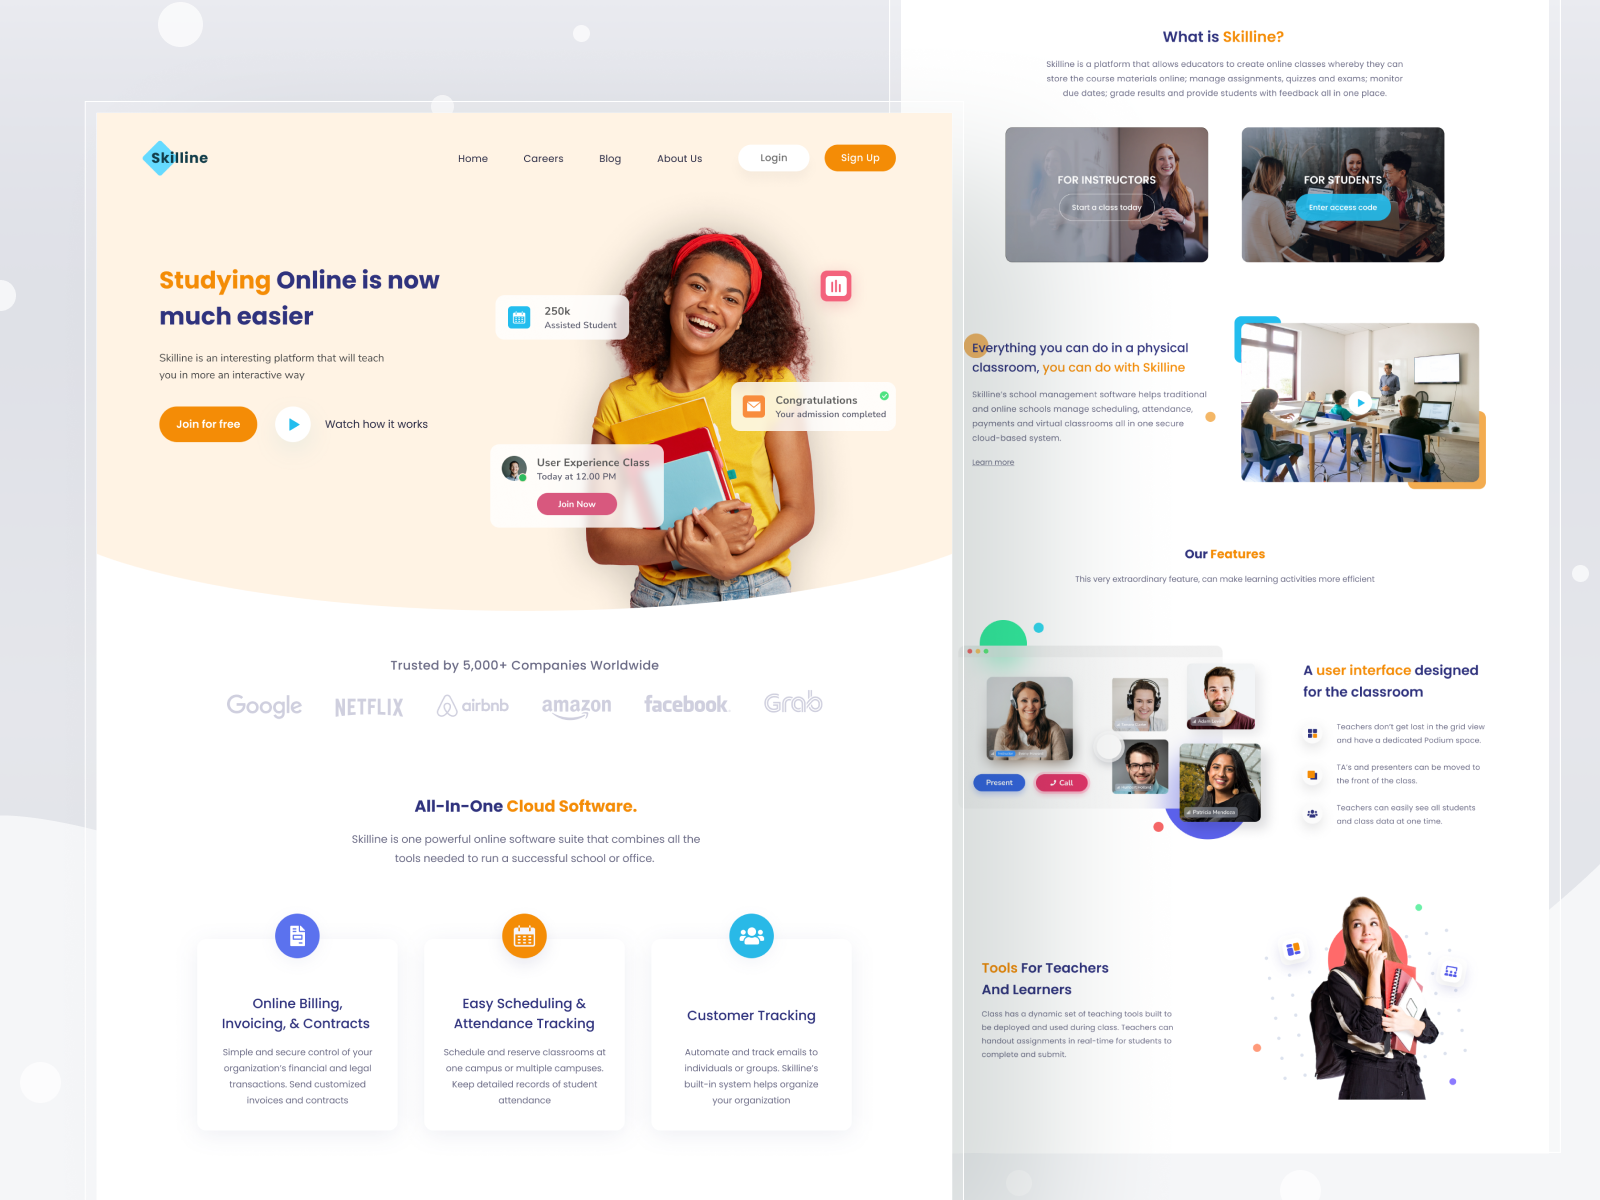 Skilline
Home
Careers
Blog
About Us
Login
Sign Up
Studying Online is now
much easier
Skilline is an interesting platform that will teach
you in more an interactive way
Join for free
Watch how it works
250k
Assisted Student
Congratulations
Your admission completed
User Experience Class
Today at 12.00 PM
Join Now
Trusted by 5,000+ Companies Worldwide
Google
NETFLIX
airbnb
amazon
facebook
Grab
All-In-One Cloud Software.
Skilline is one powerful online software suite that combines all the
tools needed to run a successful school or office.
Online Billing,
Invoicing, & Contracts
Simple and secure control of your
organization's financial and legal
transactions. Send customized
invoices and contracts
Easy Scheduling &
Attendance Tracking
Schedule and reserve classrooms at
one campus or multiple campuses.
Keep detailed records of student
attendance
Customer Tracking
Automate and track emails to
individuals or groups. Skilline's
built-in system helps organize
your organization
What is Skilline?
Skilline is a platform that allows educators to create online classes whereby they can
store the course materials online; manage assignments, quizzes and exams; monitor
due dates; grade results and provide students with feedback all in one place.
FOR INSTRUCTORS
Start a class today
FOR STUDENTS
Enter access code
Everything you can do in a physical
classroom, you can do with Skilline
Skilline's school management software helps traditional
and online schools manage scheduling, attendance,
payments and virtual classrooms all in one secure
cloud-based system.
Learn more
Our Features
This very extraordinary feature, can make learning activities more efficient
Present
Call
Patricia Mendoza
A user interface designed
for the classroom
Teachers don't get lost in the grid view
and have a dedicated Podium space.
TA's and presenters can be moved to
the front of the class.
Teachers can easily see all students
and class data at one time.
Tools For Teachers
And Learners
Class has a dynamic set of teaching tools built to
be deployed and used during class. Teachers can
handout assignments in real-time for students to
complete and submit.